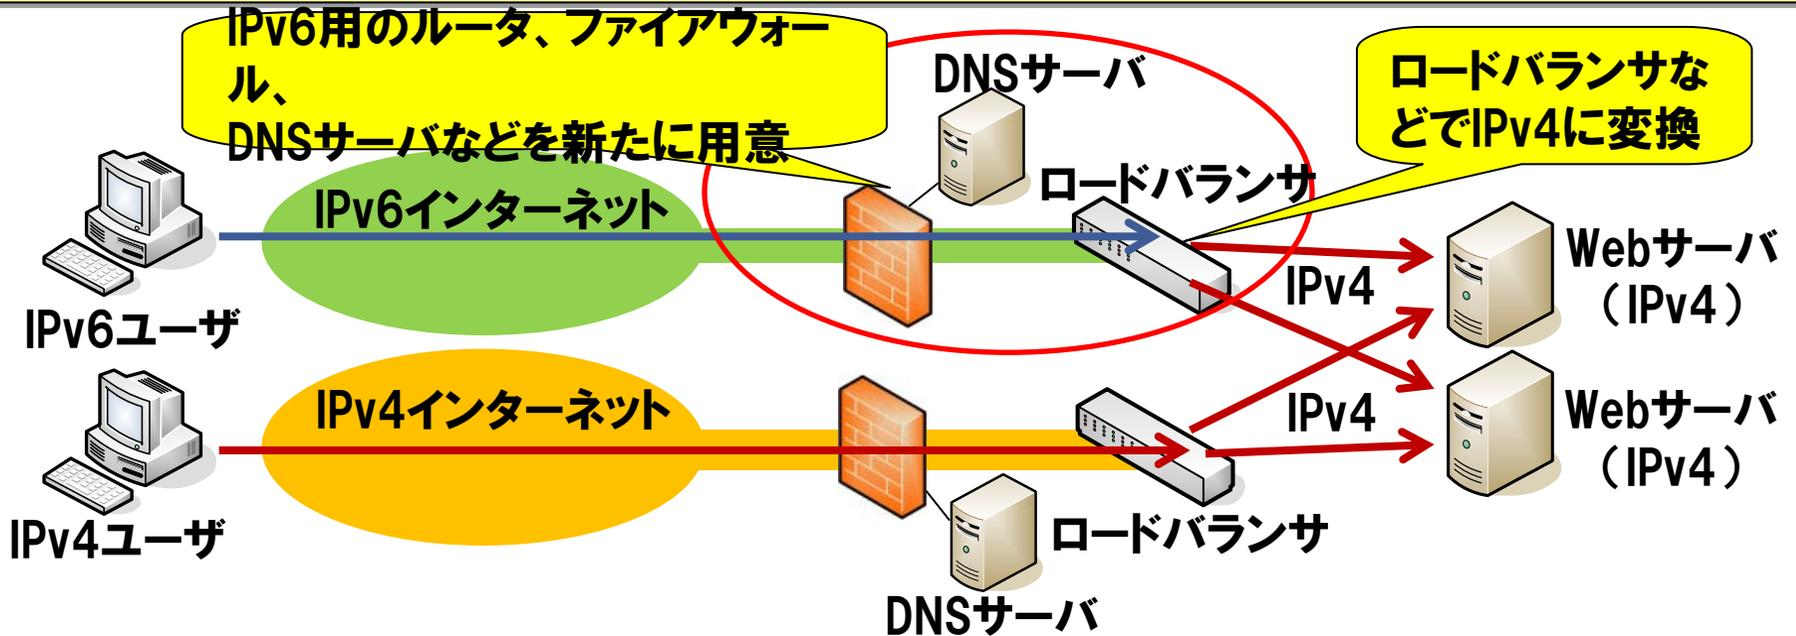 IPv6用のルータ、ファイアウォー
ル、
DNSサーバなどを新たに用意
DNSサーバ
ロードバランサな
どでIPv4に変換
ロードバランサ
IPv6インターネット
IPv6ユーザ
IPv4
Webサーバ
（IPv4）
IPv4インターネット
IPv4
Webサーバ
（IPv4）
IPv4ユーザ
ロードバランサ
DNSサーバ